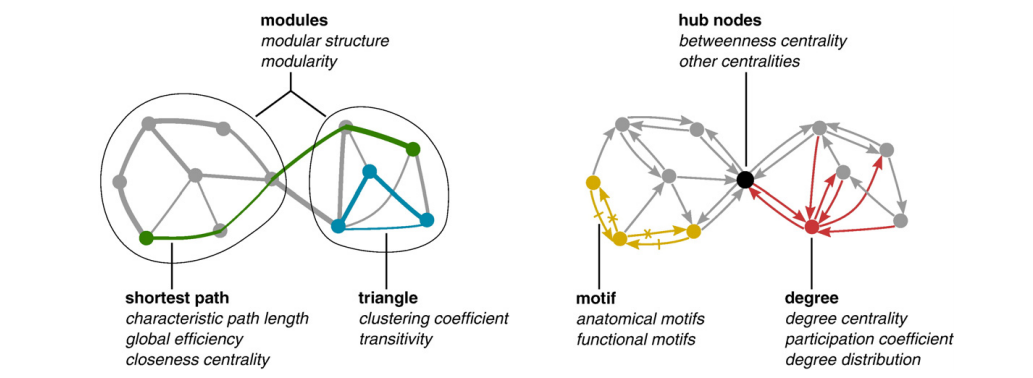 modules
modular structure
modularity
hub nodes
betweenness centrality
other centralities
shortest path
characteristic path length
global efficiency
closeness centrality
triangle
clustering coefficient
transitivity
motif
anatomical motifs
functional motifs
degree
degree centrality
participation coefficient
degree distribution